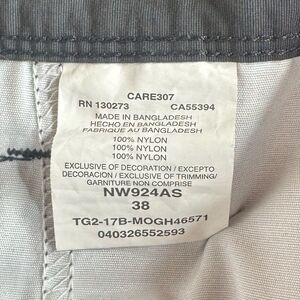 CARE307
RN 130273 CA55394
MADE IN BANGLADESH
HECHO EN BANGLADESH
FABRIQUE AU BANGLADESH
100% NYLON
100% NYLON
100% NYLON
EXCLUSIVE OF DECORATION / EXCEPTO
DECORACION / EXCLUSIVE OF TRIMMING/
GARNITURE NON COMPRISE
NW924AS
38
TG2-17B-MOGH46571
040326552593